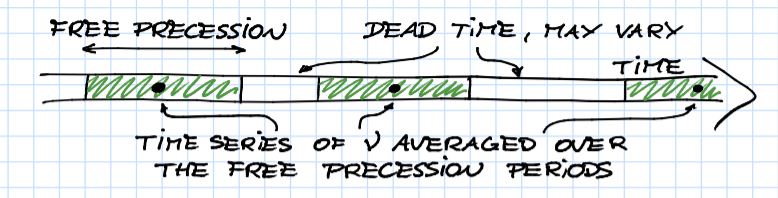 FREE PRECESSION
DEAD TIME, MAY VARY
TIME
TIME SERIES OF ν AVERAGED OVER
THE FREE PRECESSION PERIODS